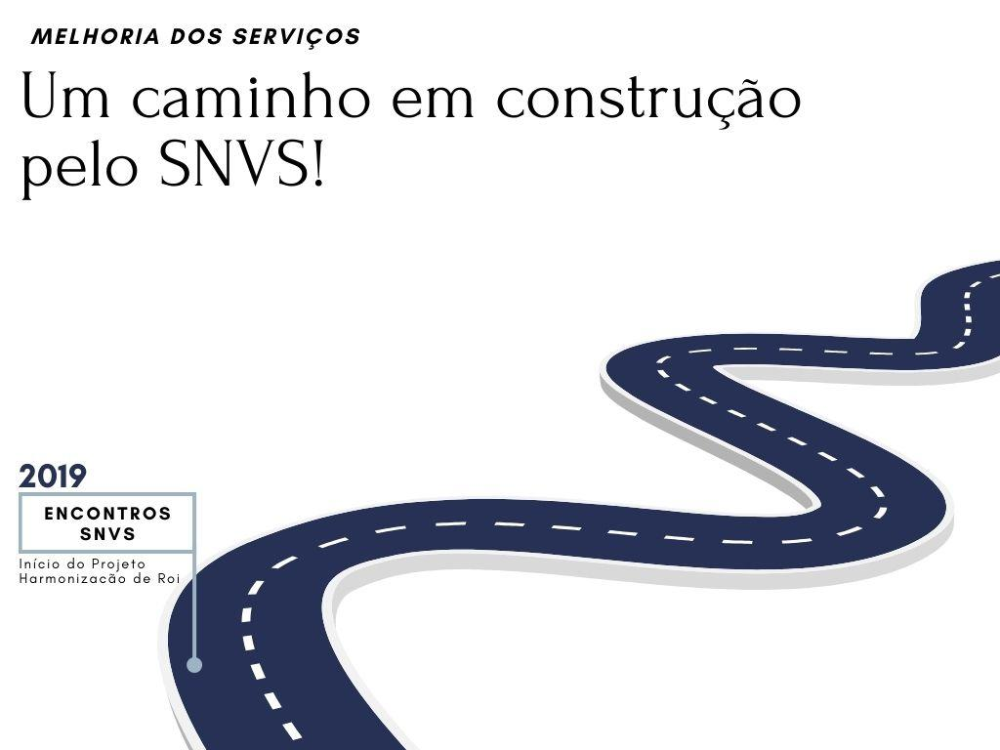 MELHORIA DOS SERVIÇOS
Um caminho em construção
pelo SNVS!
2019
ENCONTROS
SNVS
Início do Projeto
Harmonizacão de Roi